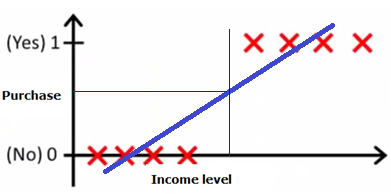 (Yes) 1
Purchase
(No) 0
Income level